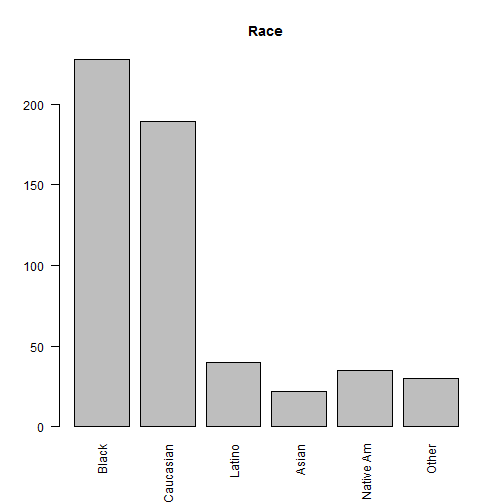 Race
200
150
100
50
0
Black
Caucasian
Latino
Asian
Native Am
Other